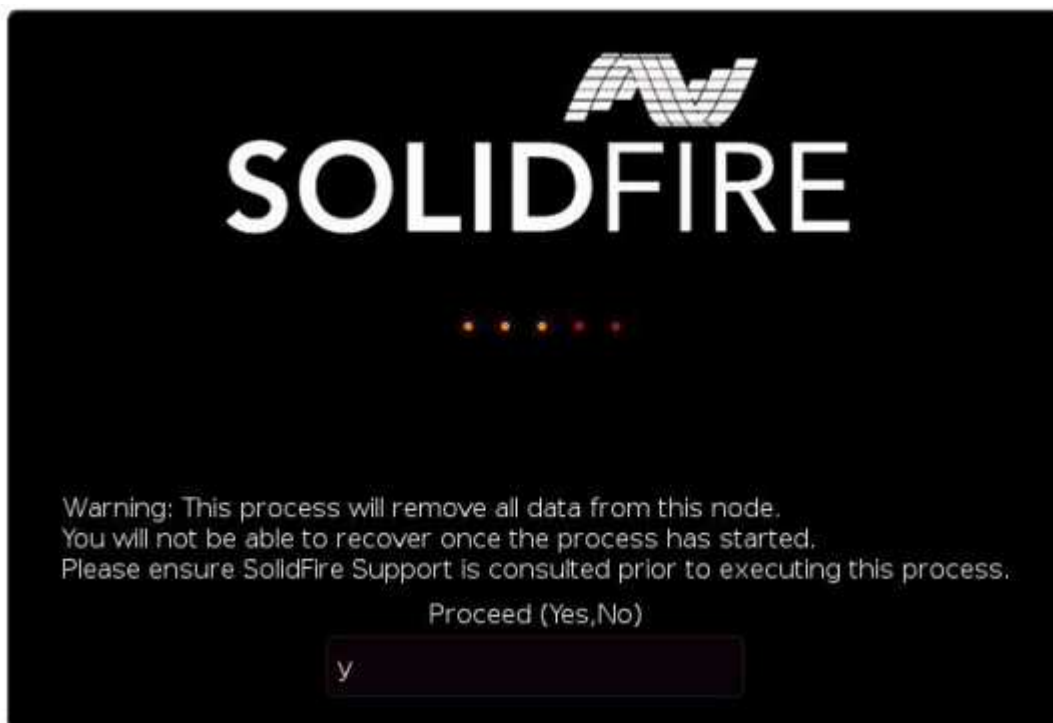 SOLIDFIRE
Warning: This process will remove all data from this node.
You will not be able to recover once the process has started.
Please ensure SolidFire Support is consulted prior to executing this process.
Proceed (Yes,No)
y